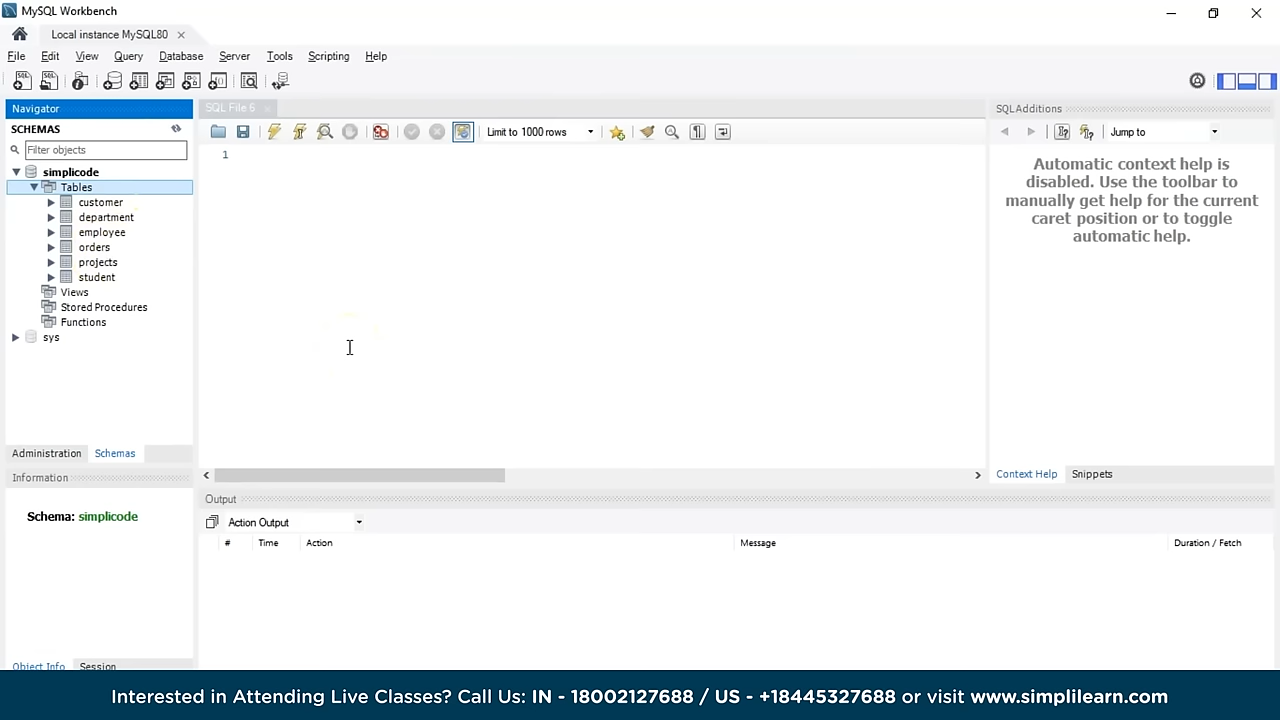 MySQL Workbench
Local instance MySQL80
File Edit View Query Database Server Tools Scripting Help
Navigator
SCHEMAS
Filter objects
simplicode
Tables
customer
department
employee
orders
projects
student
Views
Stored Procedures
Functions
sys
Administration Schemas
Information
Schema: simplicode
Object Info Session
SQL File 6
Limit to 1000 rows
1
SQLAdditions
Jump to
Automatic context help is
disabled. Use the toolbar to
manually get help for the current
caret position or to toggle
automatic help.
Context Help Snippets
Output
Action Output
# Time Action Message Duration / Fetch
Interested in Attending Live Classes? Call Us: IN - 18002127688 / US - +18445327688 or visit www.simplilearn.com